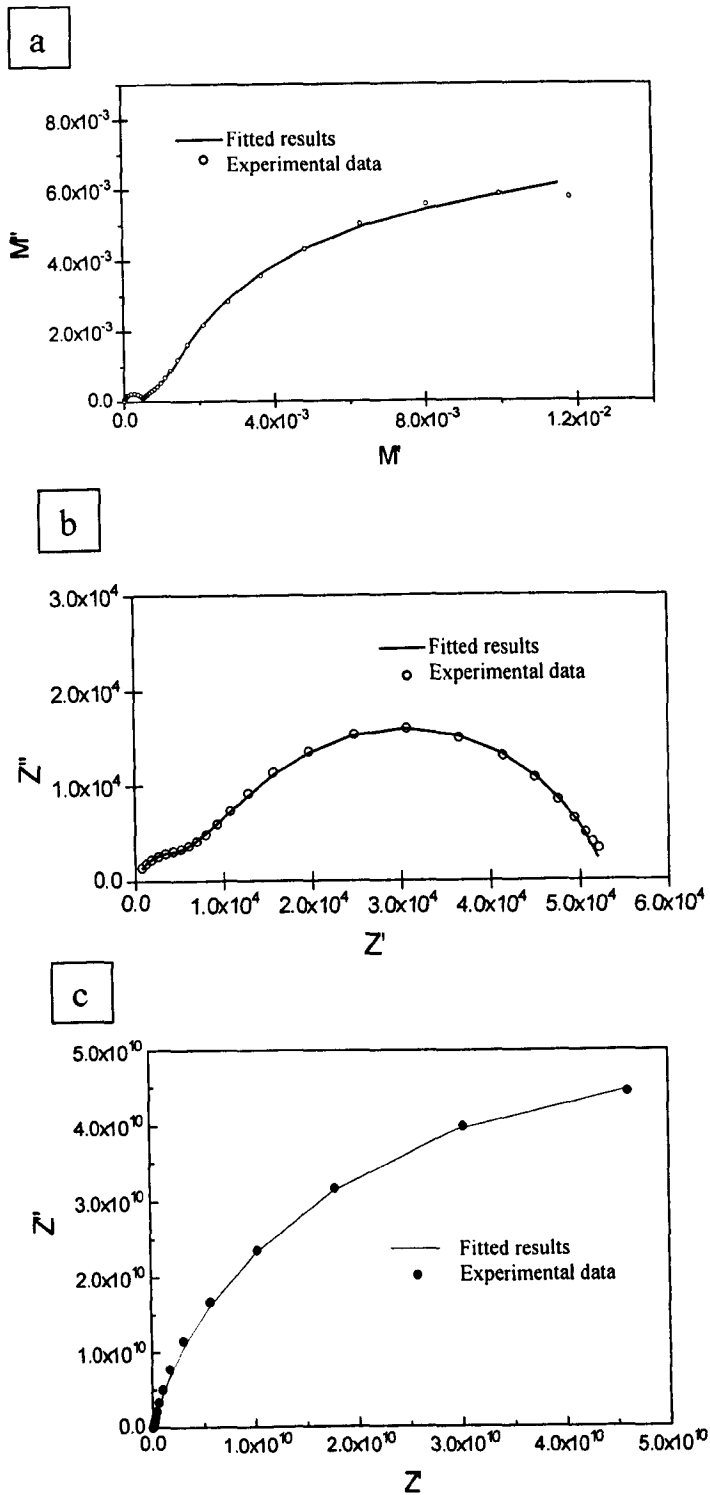 a
8.0x10⁻³
6.0x10⁻³
4.0x10⁻³
2.0x10⁻³
0.0
M''
Fitted results
Experimental data
0.0
4.0x10⁻³
8.0x10⁻³
1.2x10⁻²
M'
b
3.0x10⁴
2.0x10⁴
1.0x10⁴
0.0
Z''
Fitted results
Experimental data
0.0
1.0x10⁴
2.0x10⁴
3.0x10⁴
4.0x10⁴
5.0x10⁴
6.0x10⁴
Z'
c
5.0x10¹⁰
4.0x10¹⁰
3.0x10¹⁰
2.0x10¹⁰
1.0x10¹⁰
0.0
Z''
Fitted results
Experimental data
0.0
1.0x10¹⁰
2.0x10¹⁰
3.0x10¹⁰
4.0x10¹⁰
5.0x10¹⁰
Z'